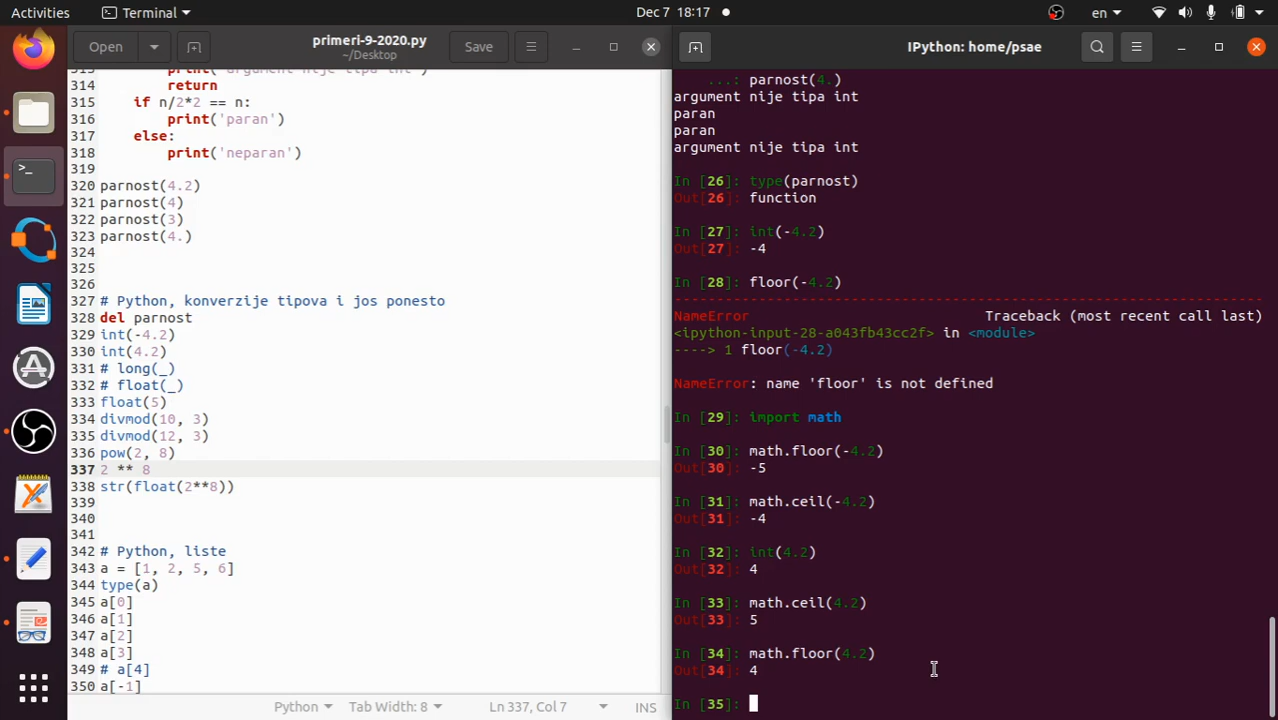 Activities
Terminal
Dec 7 18:17
en
Open
primeri-9-2020.py
~/Desktop
Save
print('argument nije tipa int')
314 return
315 if n/2*2 == n:
316 print('paran')
317 else:
318 print('neparan')
319
320 parnost(4.2)
321 parnost(4)
322 parnost(3)
323 parnost(4.)
324
325
326
327 # Python, konverzije tipova i jos ponesto
328 del parnost
329 int(-4.2)
330 int(4.2)
331 # long(_)
332 # float(_)
333 float(5)
334 divmod(10, 3)
335 divmod(12, 3)
336 pow(2, 8)
337 2 ** 8
338 str(float(2**8))
339
340
341
342 # Python, liste
343 a = [1, 2, 5, 6]
344 type(a)
345 a[0]
346 a[1]
347 a[2]
348 a[3]
349 # a[4]
350 a[-1]
Python
Tab Width: 8
Ln 337, Col 7
INS
IPython: home/psae
...: parnost(4.)
argument nije tipa int
paran
paran
argument nije tipa int
In [26]: type(parnost)
Out[26]: function
In [27]: int(-4.2)
Out[27]: -4
In [28]: floor(-4.2)
---------------------------------------------------------------------------
NameError Traceback (most recent call last)
<ipython-input-28-a043fb43cc2f> in <module>
----> 1 floor(-4.2)
NameError: name 'floor' is not defined
In [29]: import math
In [30]: math.floor(-4.2)
Out[30]: -5
In [31]: math.ceil(-4.2)
Out[31]: -4
In [32]: int(4.2)
Out[32]: 4
In [33]: math.ceil(4.2)
Out[33]: 5
In [34]: math.floor(4.2)
Out[34]: 4
In [35]: